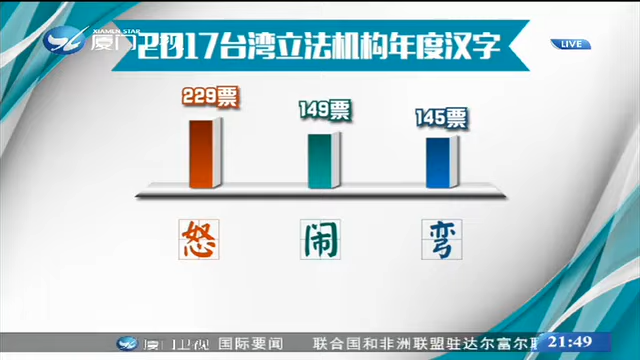 XIAMEN STAR
厦门卫视
2017台湾立法机构年度汉字
LIVE
229票
149票
145票
怒
闹
弯
厦门卫视 国际要闻 联合国和非洲联盟驻达尔富尔联
21:49